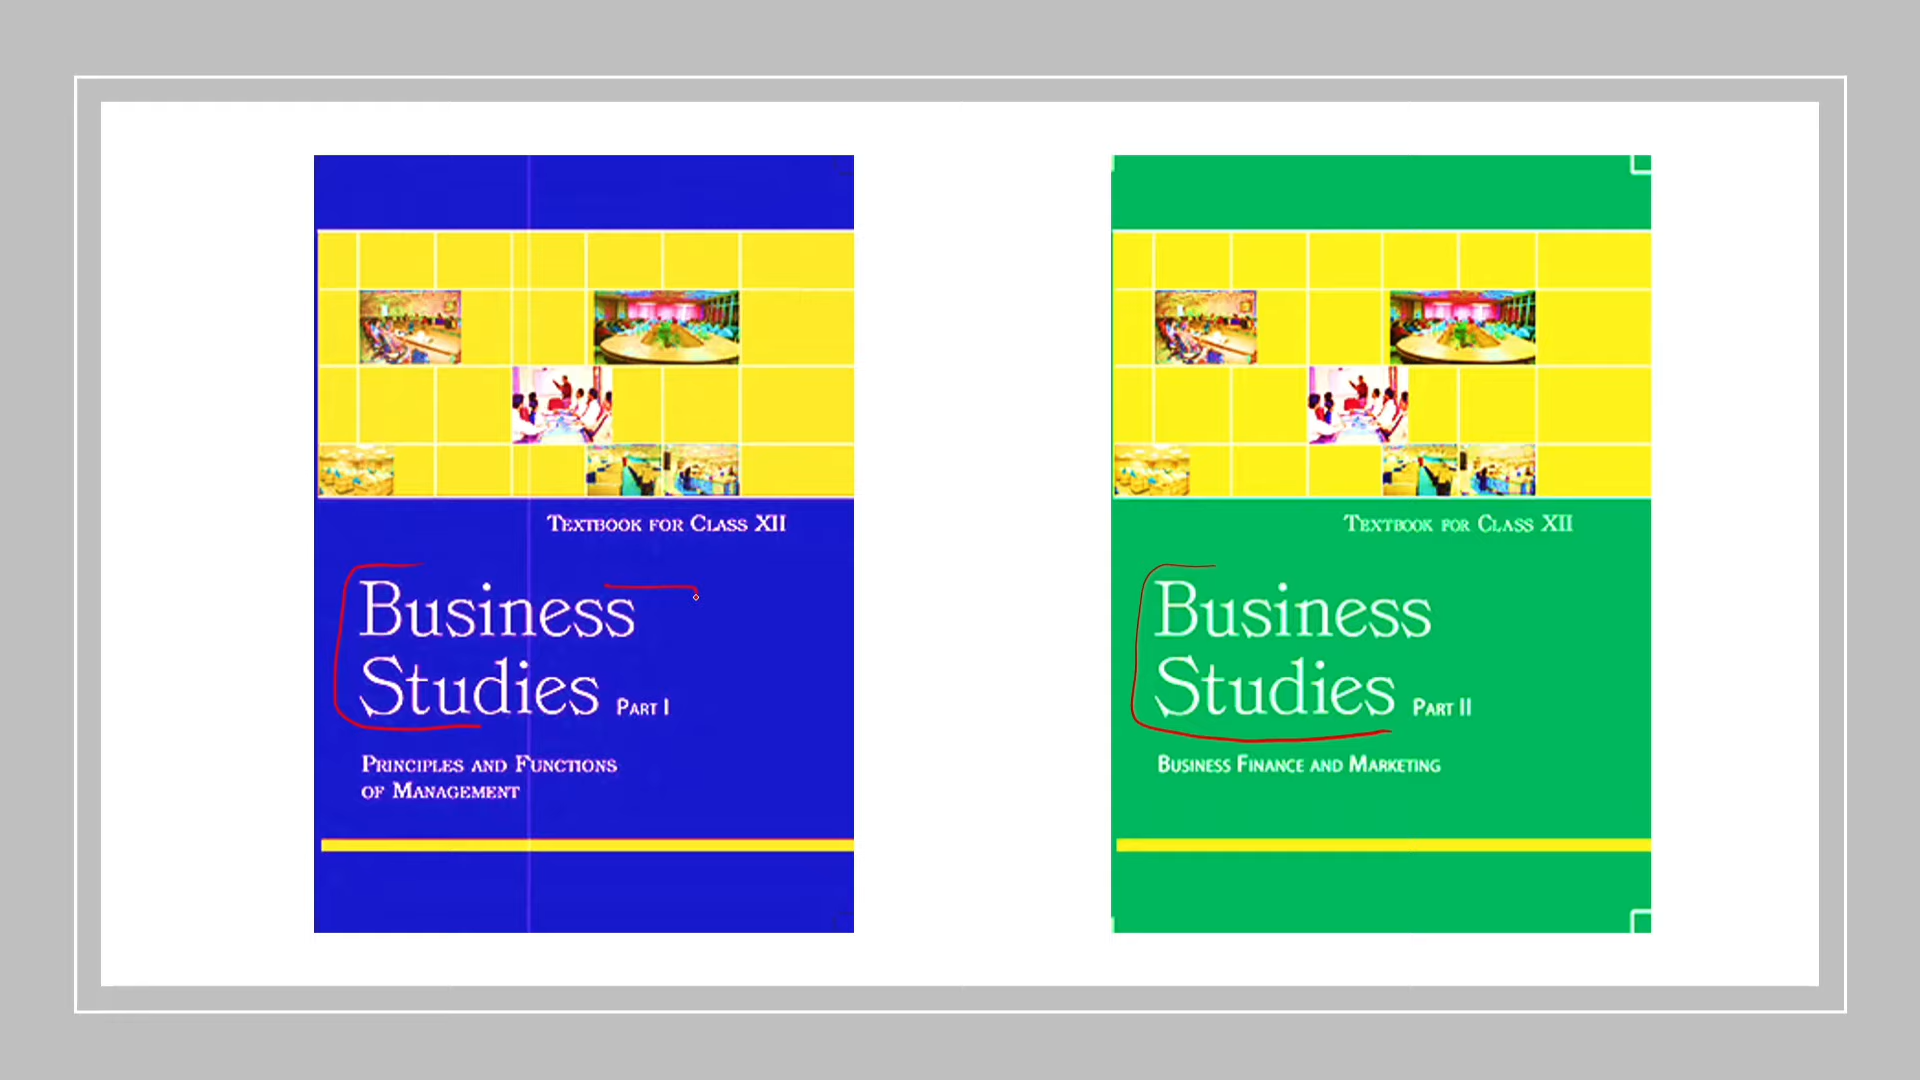 Textbook for Class XII
Business
Studies Part I
Principles and Functions
of Management
Textbook for Class XII
Business
Studies Part II
Business Finance and Marketing